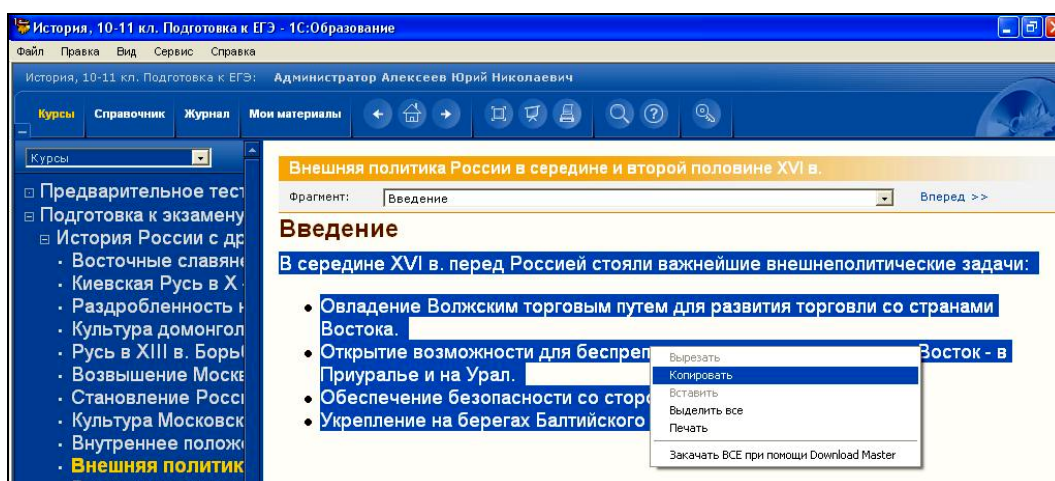 История, 10-11 кл. Подготовка к ЕГЭ - 1С:Образование
Файл Правка Вид Сервис Справка
История, 10-11 кл. Подготовка к ЕГЭ: Администратор Алексеев Юрий Николаевич
Курсы Справочник Журнал Мои материалы
Курсы
Внешняя политика России в середине и второй половине XVI в.
Фрагмент: Введение Вперед >>
Предварительное тест
Подготовка к экзамену
История России с др
Восточные славяне
Киевская Русь в X
Раздробленность
Культура домонгол
Русь в XIII в. Борь
Возвышение Москв
Становление Росс
Культура Московск
Внутреннее полож
Внешняя политик
Введение
В середине XVI в. перед Россией стояли важнейшие внешнеполитические задачи:
• Овладение Волжским торговым путем для развития торговли со странами
Востока.
• Открытие возможности для беспреп Восток - в
Приуралье и на Урал.
• Обеспечение безопасности со сторо
• Укрепление на берегах Балтийского
Вырезать
Копировать
Вставить
Выделить все
Печать
Закачать ВСЕ при помощи Download Master